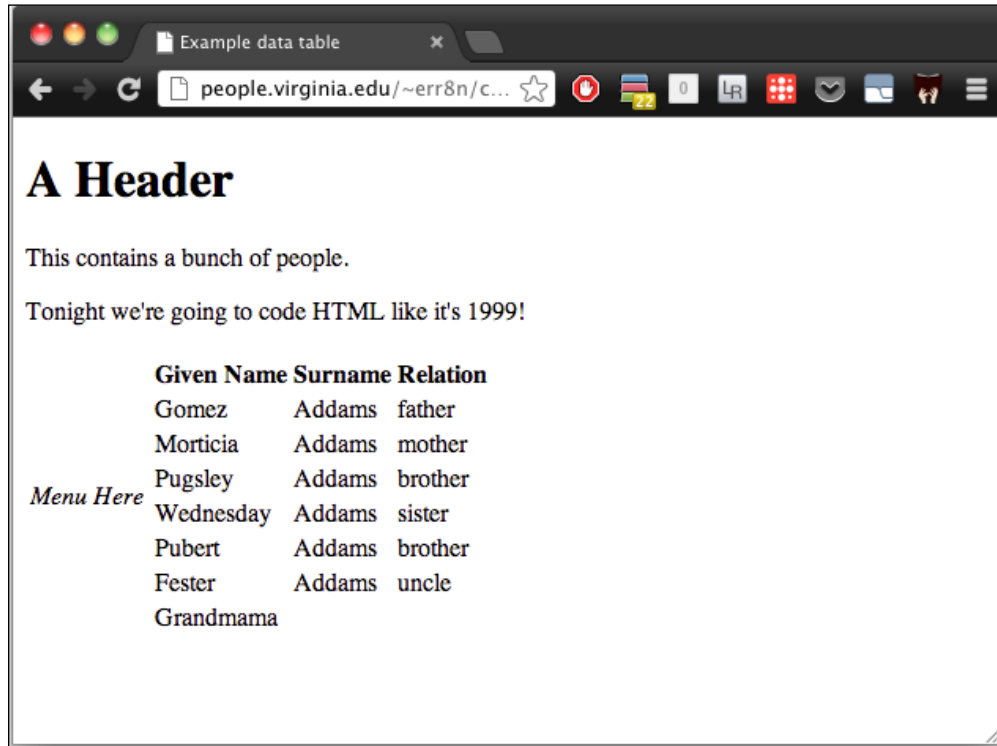 Example data table
people.virginia.edu/~err8n/c...
22
0
LR
A Header
This contains a bunch of people.
Tonight we're going to code HTML like it's 1999!
Given Name Surname Relation
Gomez Addams father
Morticia Addams mother
Pugsley Addams brother
Menu Here
Wednesday Addams sister
Pubert Addams brother
Fester Addams uncle
Grandmama